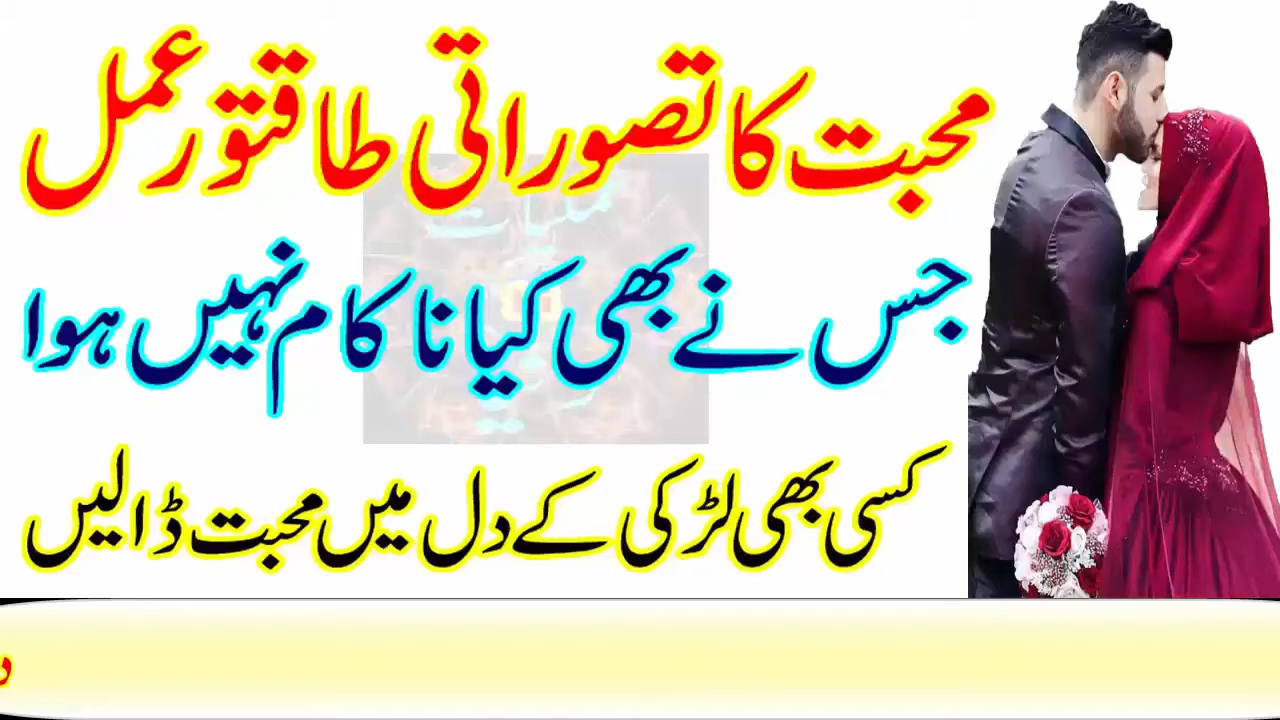 محبت کا تصوراتی طاقتور عمل
جس نے بھی کیا ناکام نہیں ہوا
کسی بھی لڑکی کے دل میں محبت ڈالیں